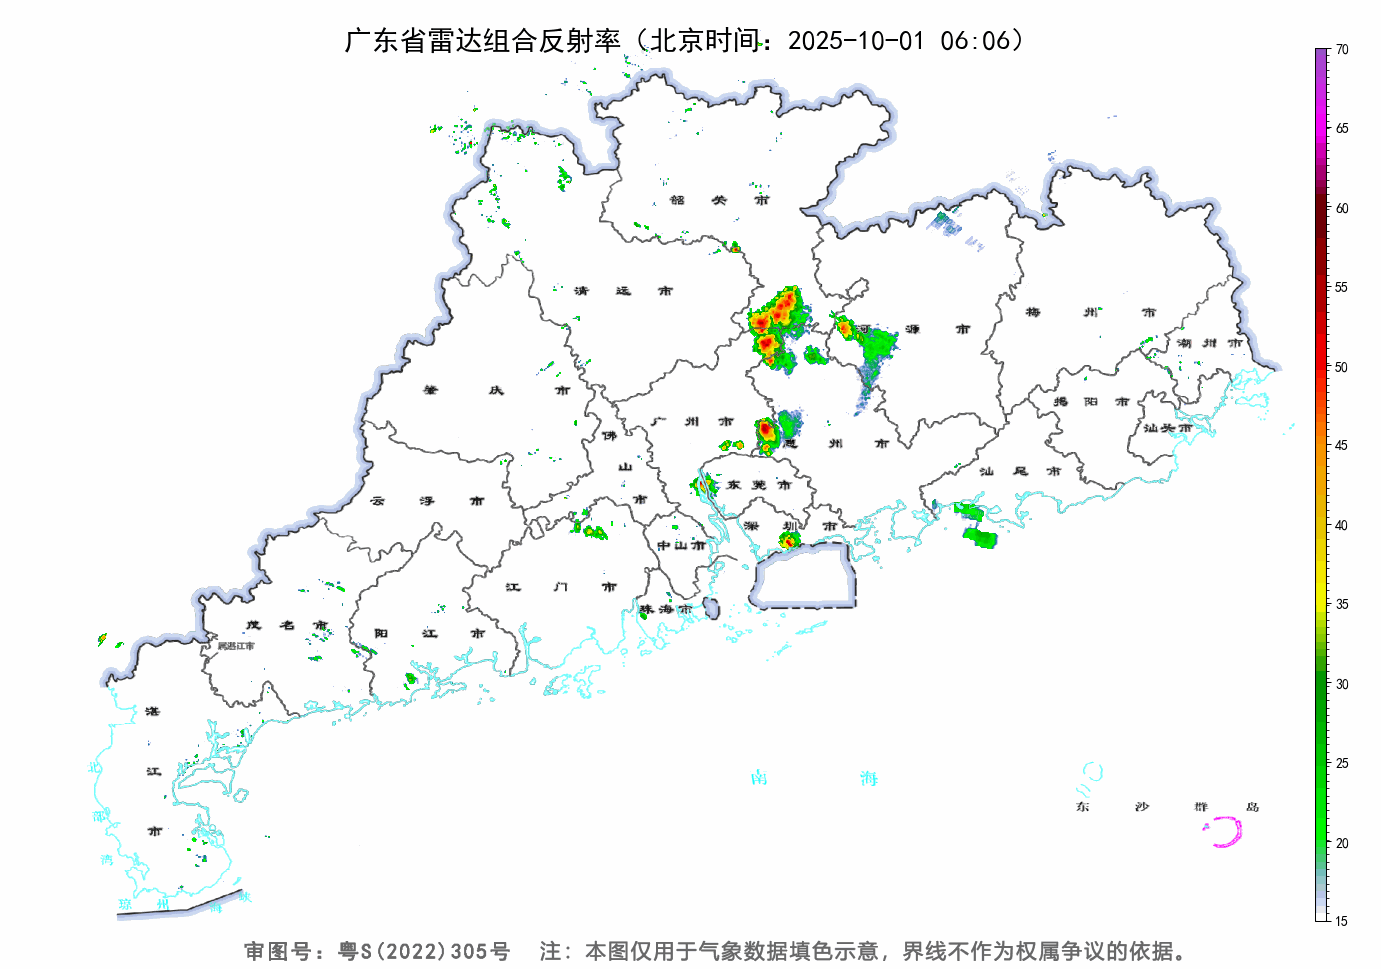 广东省雷达组合反射率（北京时间：2025-10-01 06:06）
70
65
60
55
50
45
40
35
30
25
20
15
韶关市
清远市
河源市
梅州市
潮州市
肇庆市
广州市
惠州市
揭阳市
汕头市
佛山市
云浮市
东莞市
汕尾市
深圳市
中山市
江门市
珠海市
茂名市
属湛江市
阳江市
湛江市
北部湾
南海
东沙群岛
琼州海峡
审图号：粤S(2022)305号 注：本图仅用于气象数据填色示意，界线不作为权属争议的依据。